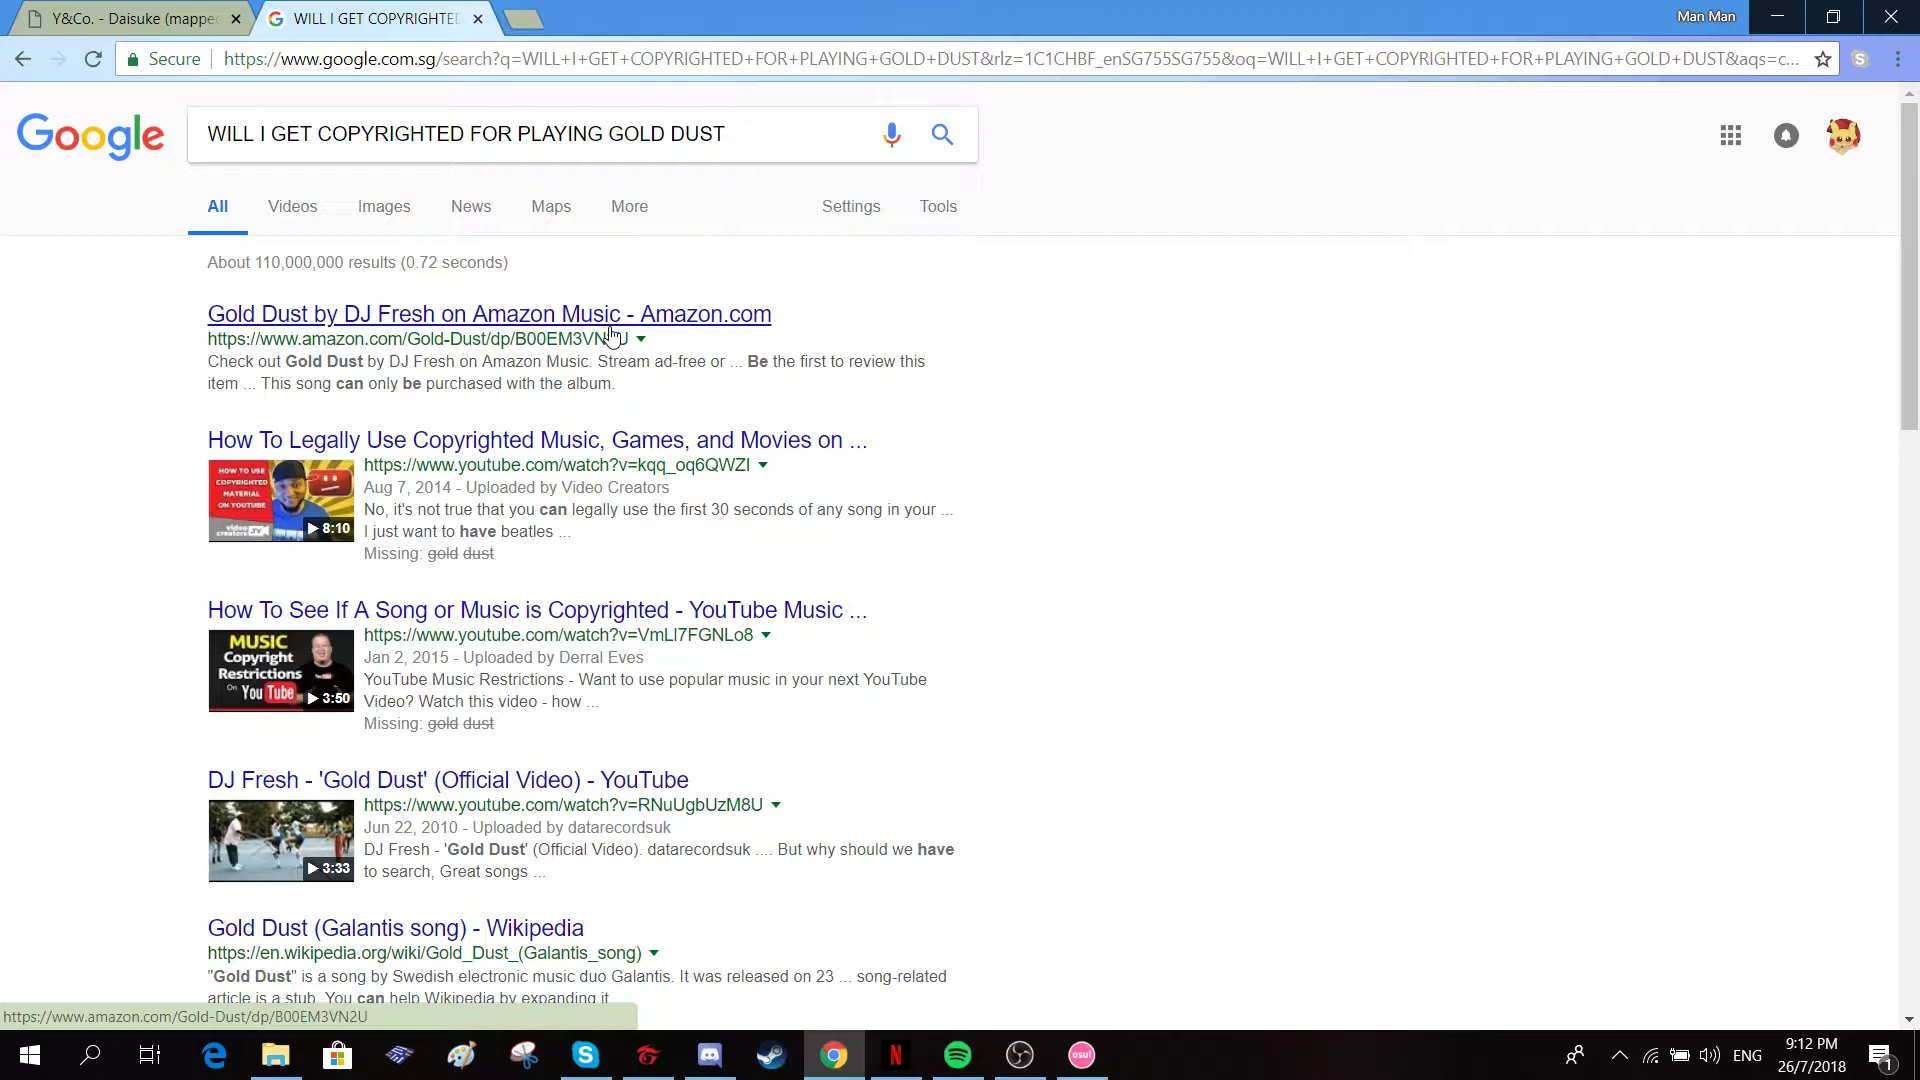 Y&Co. - Daisuke (mappe
WILL I GET COPYRIGHTED
Man Man
Secure
https://www.google.com.sg/search?q=WILL+I+GET+COPYRIGHTED+FOR+PLAYING+GOLD+DUST&rlz=1C1CHBF_enSG755SG755&oq=WILL+I+GET+COPYRIGHTED+FOR+PLAYING+GOLD+DUST&aqs=c...
Google
WILL I GET COPYRIGHTED FOR PLAYING GOLD DUST
All
Videos
Images
News
Maps
More
Settings
Tools
About 110,000,000 results (0.72 seconds)
Gold Dust by DJ Fresh on Amazon Music - Amazon.com
https://www.amazon.com/Gold-Dust/dp/B00EM3VN2U
Check out Gold Dust by DJ Fresh on Amazon Music. Stream ad-free or ... Be the first to review this
item ... This song can only be purchased with the album.
How To Legally Use Copyrighted Music, Games, and Movies on ...
HOW TO USE
COPYRIGHTED
MATERIAL
ON YOUTUBE
video
creators
8:10
https://www.youtube.com/watch?v=kqq_oq6QWZI
Aug 7, 2014 - Uploaded by Video Creators
No, it's not true that you can legally use the first 30 seconds of any song in your ...
I just want to have beatles ...
Missing: gold dust
How To See If A Song or Music is Copyrighted - YouTube Music ...
MUSIC
Copyright
Restrictions
On You Tube
3:50
https://www.youtube.com/watch?v=VmLl7FGNLo8
Jan 2, 2015 - Uploaded by Derral Eves
YouTube Music Restrictions - Want to use popular music in your next YouTube
Video? Watch this video - how ...
Missing: gold dust
DJ Fresh - 'Gold Dust' (Official Video) - YouTube
3:33
https://www.youtube.com/watch?v=RNuUgbUzM8U
Jun 22, 2010 - Uploaded by datarecordsuk
DJ Fresh - 'Gold Dust' (Official Video). datarecordsuk .... But why should we have
to search, Great songs ...
Gold Dust (Galantis song) - Wikipedia
https://en.wikipedia.org/wiki/Gold_Dust_(Galantis_song)
"Gold Dust" is a song by Swedish electronic music duo Galantis. It was released on 23 ... song-related
article is a stub. You can help Wikipedia by expanding it
https://www.amazon.com/Gold-Dust/dp/B00EM3VN2U
osu!
ENG
9:12 PM
26/7/2018
1